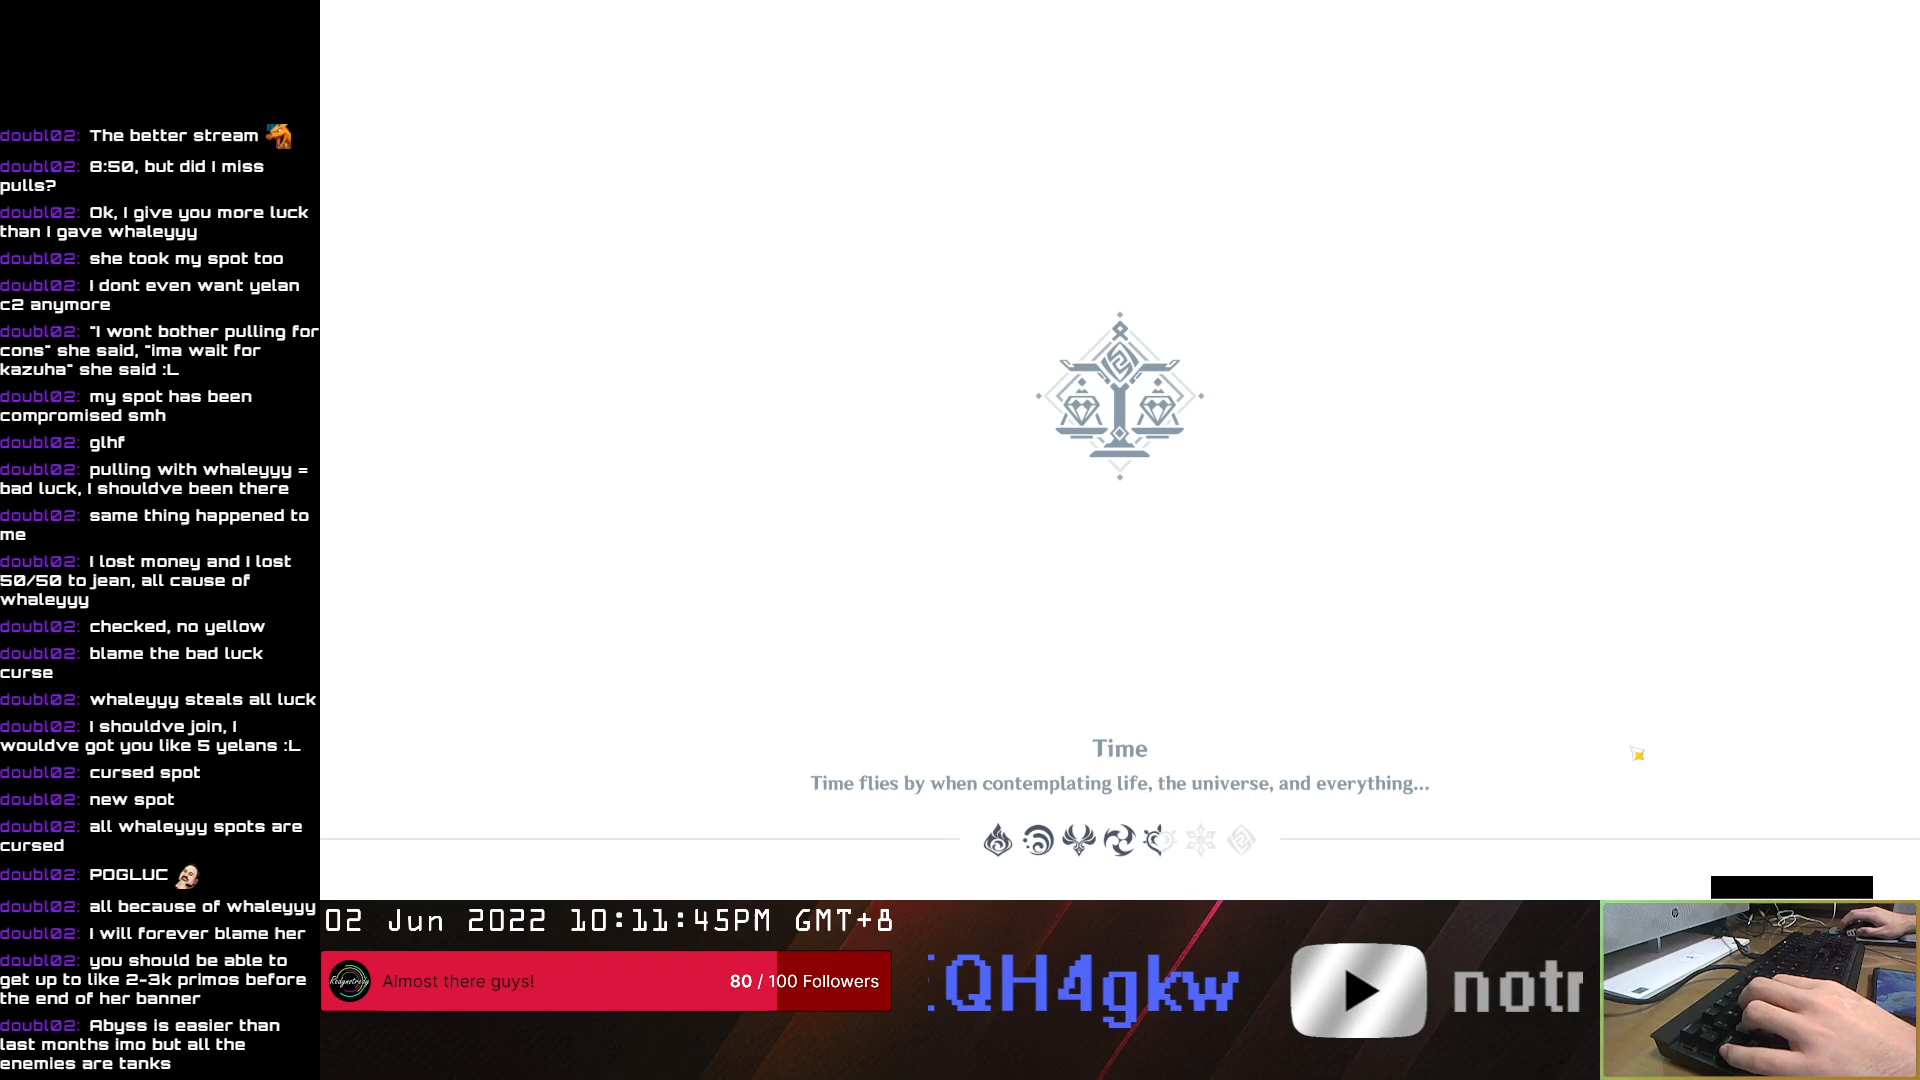 doubl02: The better stream
doubl02: 8:50, but did I miss
pulls?
doubl02: Ok, I give you more luck
than I gave whaleyyy
doubl02: she took my spot too
doubl02: I dont even want yelan
c2 anymore
doubl02: "I wont bother pulling for
cons" she said, "ima wait for
kazuha" she said :L
doubl02: my spot has been
compromised smh
doubl02: glhf
doubl02: pulling with whaleyyy =
bad luck, I shouldve been there
doubl02: same thing happened to
me
doubl02: I lost money and I lost
50/50 to jean, all cause of
whaleyyy
doubl02: checked, no yellow
doubl02: blame the bad luck
curse
doubl02: whaleyyy steals all luck
doubl02: I shouldve join, I
wouldve got you like 5 yelans :L
doubl02: cursed spot
doubl02: new spot
doubl02: all whaleyyy spots are
cursed
doubl02: POGLUC
doubl02: all because of whaleyyy
doubl02: I will forever blame her
doubl02: you should be able to
get up to like 2-3k primos before
the end of her banner
doubl02: Abyss is easier than
last months imo but all the
enemies are tanks
Time
Time flies by when contemplating life, the universe, and everything...
02 Jun 2022 10:11:45PM GMT+8
Almost there guys! 80 / 100 Followers
QH4gkw
notr